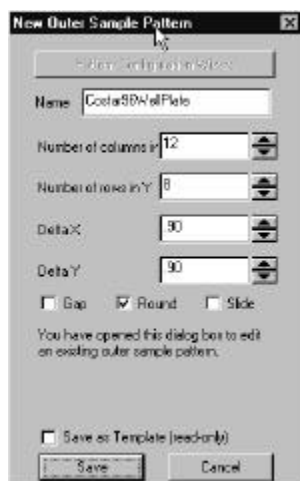 New Outer Sample Pattern
Name Costar96WellPlate
Number of columns in 12
Number of rows in Y 8
Delta X .90
Delta Y .90
Gap Round Slide
You have opened this dialog box to edit
an existing outer sample pattern.
Save as Template (read-only)
Save Cancel